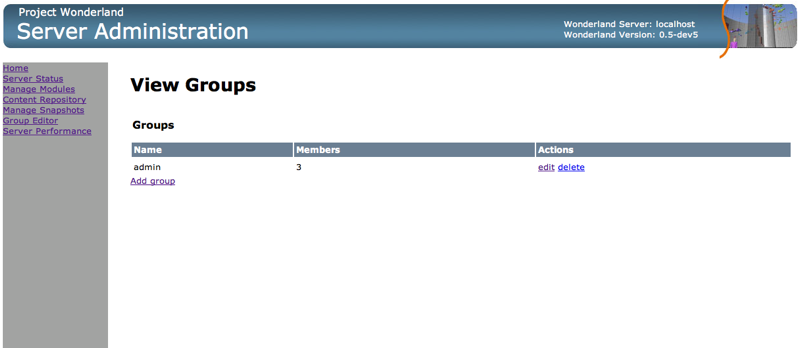 Project Wonderland
Server Administration
Wonderland Server: localhost
Wonderland Version: 0.5-dev5
Home
Server Status
Manage Modules
Content Repository
Manage Snapshots
Group Editor
Server Performance
View Groups
Groups
Name Members Actions
admin 3 edit delete
Add group